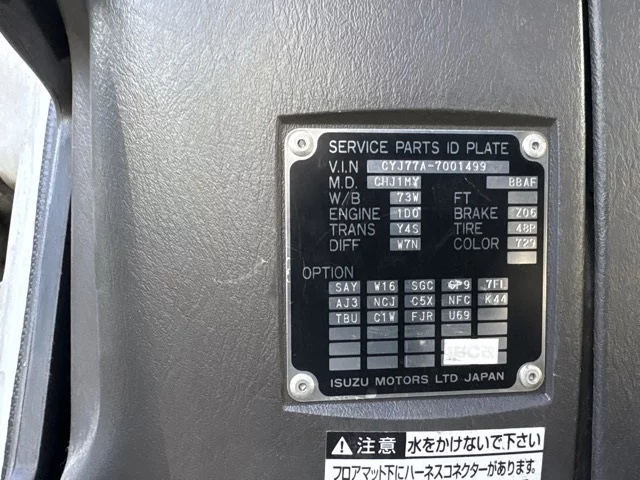 SERVICE PARTS ID PLATE
V.I.N CYJ77A-7001499
M.D. CHJ1MY BBAF
W/B 73W FT
ENGINE 1DO BRAKE Z06
TRANS Y4S TIRE 48P
DIFF W7N COLOR 729
OPTION
SAY W16 SGC 6P9 7FL
AJ3 NCJ C5X NFC K44
TBU C1W FJR U69
ISUZU MOTORS LTD JAPAN
注意 水をかけないで下さい
フロアマット下にハーネスコネクターがあります。